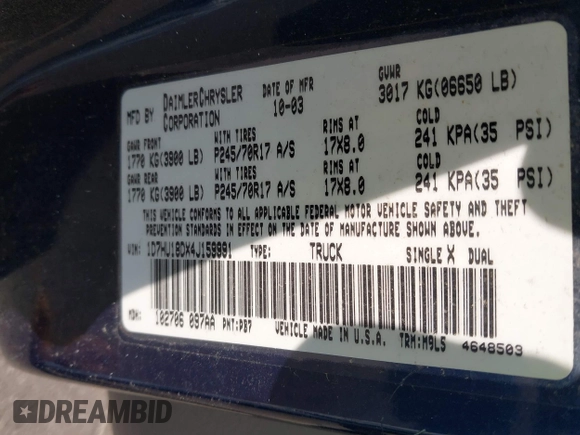 MFD BY DAIMLERCHRYSLER CORPORATION DATE OF MFR 10-03 GVWR 3017 KG(06650 LB)
GAWR FRONT WITH TIRES RIMS AT COLD
1770 KG(3900 LB) P245/70R17 A/S 17X8.0 241 KPA(35 PSI)
GAWR REAR WITH TIRES RIMS AT COLD
1770 KG(3900 LB) P245/70R17 A/S 17X8.0 241 KPA(35 PSI)
THIS VEHICLE CONFORMS TO ALL APPLICABLE FEDERAL MOTOR VEHICLE SAFETY AND THEFT
PREVENTION STANDARDS IN EFFECT ON THE DATE OF MANUFACTURE SHOWN ABOVE.
VIN: 1D7HU18DX4J159991 TYPE: TRUCK SINGLE X DUAL
MDH: 102706 097AA PNT:PB7 VEHICLE MADE IN U.S.A. TRM:M9L5 4648503
DREAMBID